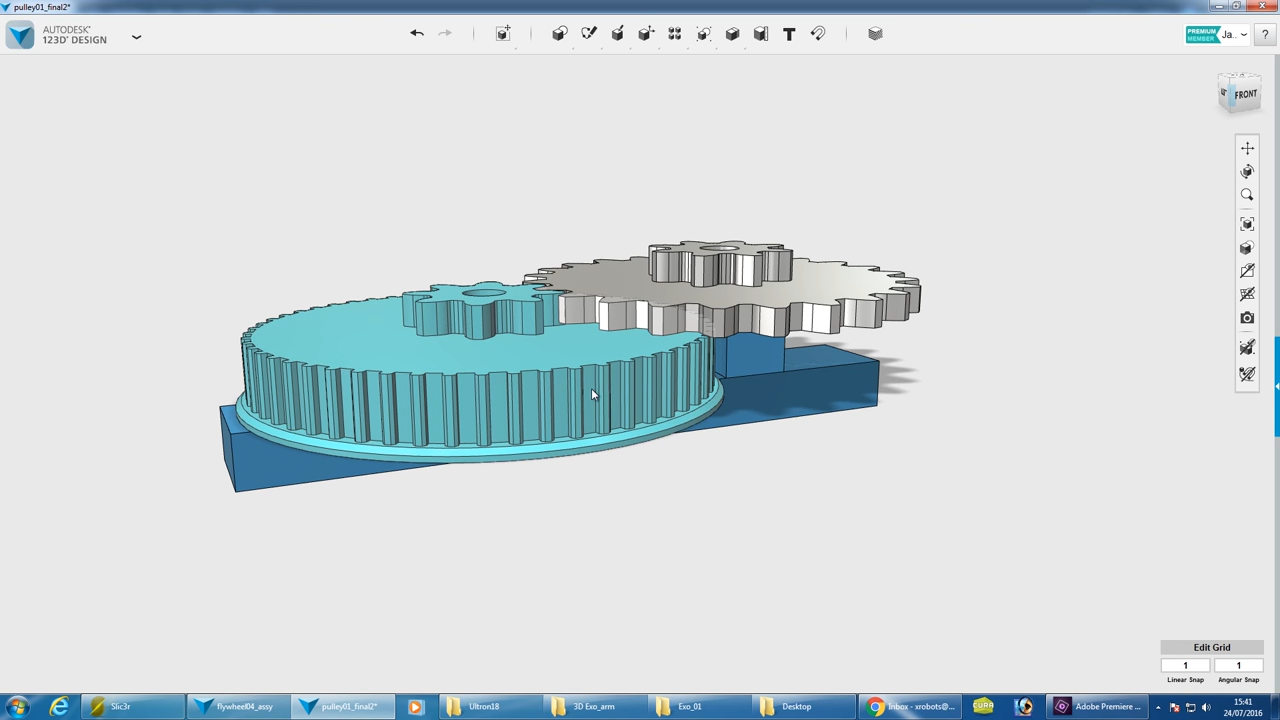 pulley01_final2*
AUTODESK®
123D® DESIGN
T
PREMIUM
MEMBER
Ja..
?
FRONT
Edit Grid
1
1
Linear Snap
Angular Snap
Slic3r
flywheel04_assy
pulley01_final2*
Ultron18
3D Exo_arm
Exo_01
Desktop
Inbox - xrobots@...
CURA
Adobe Premiere ...
15:41
24/07/2016